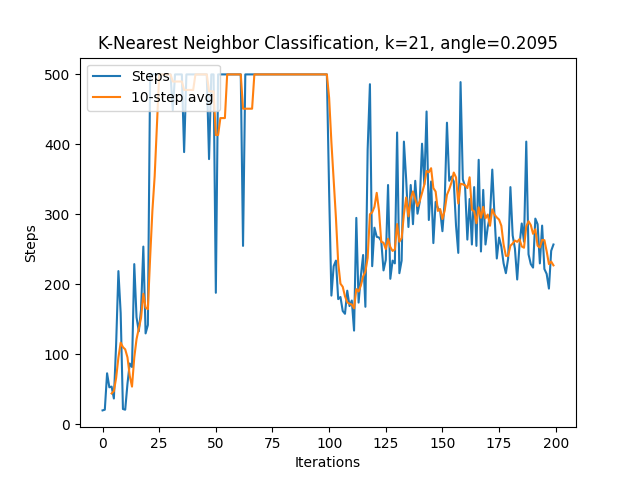 K-Nearest Neighbor Classification, k=21, angle=0.2095
Steps
10-step avg
Steps
500
400
300
200
100
0
0 25 50 75 100 125 150 175 200
Iterations